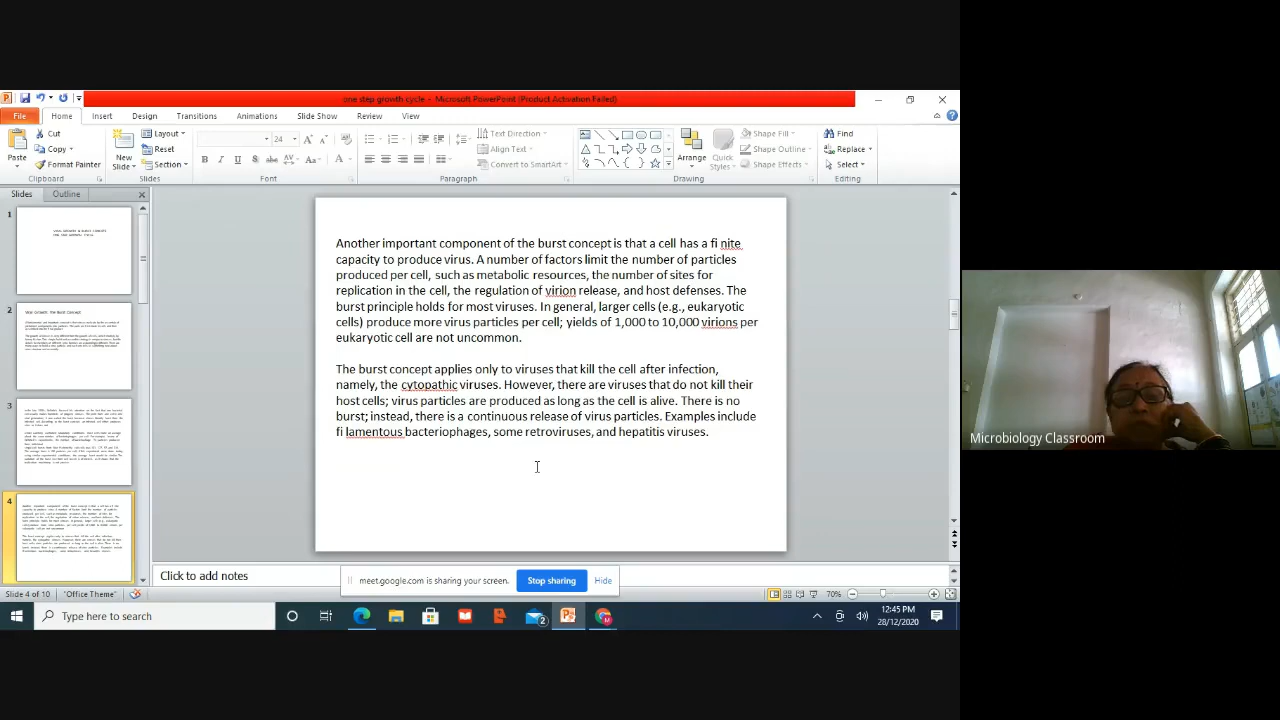 one step growth cycle - Microsoft PowerPoint (Product Activation Failed)
File Home Insert Design Transitions Animations Slide Show Review View
Paste Cut Copy Format Painter Clipboard
New Slide Layout Reset Section Slides
24 Font
Text Direction Align Text Convert to SmartArt Paragraph
Arrange Quick Styles Shape Fill Shape Outline Shape Effects Drawing
Find Replace Select Editing
Slides Outline
1
2
Viral Growth: The Burst Concept
3
4
Another important component of the burst concept is that a cell has a fi nite
capacity to produce virus. A number of factors limit the number of particles
produced per cell, such as metabolic resources, the number of sites for
replication in the cell, the regulation of virion release, and host defenses. The
burst principle holds for most viruses. In general, larger cells (e.g., eukaryotic
cells) produce more virus particles per cell; yields of 1,000 to 10,000 virions per
eukaryotic cell are not uncommon.
The burst concept applies only to viruses that kill the cell after infection,
namely, the cytopathic viruses. However, there are viruses that do not kill their
host cells; virus particles are produced as long as the cell is alive. There is no
burst; instead, there is a continuous release of virus particles. Examples include
fi lamentous bacteriophages, some retroviruses, and hepatitis viruses.
Microbiology Classroom
Click to add notes
meet.google.com is sharing your screen. Stop sharing Hide
Slide 4 of 10 "Office Theme" 70%
Type here to search
2
12:45 PM
28/12/2020